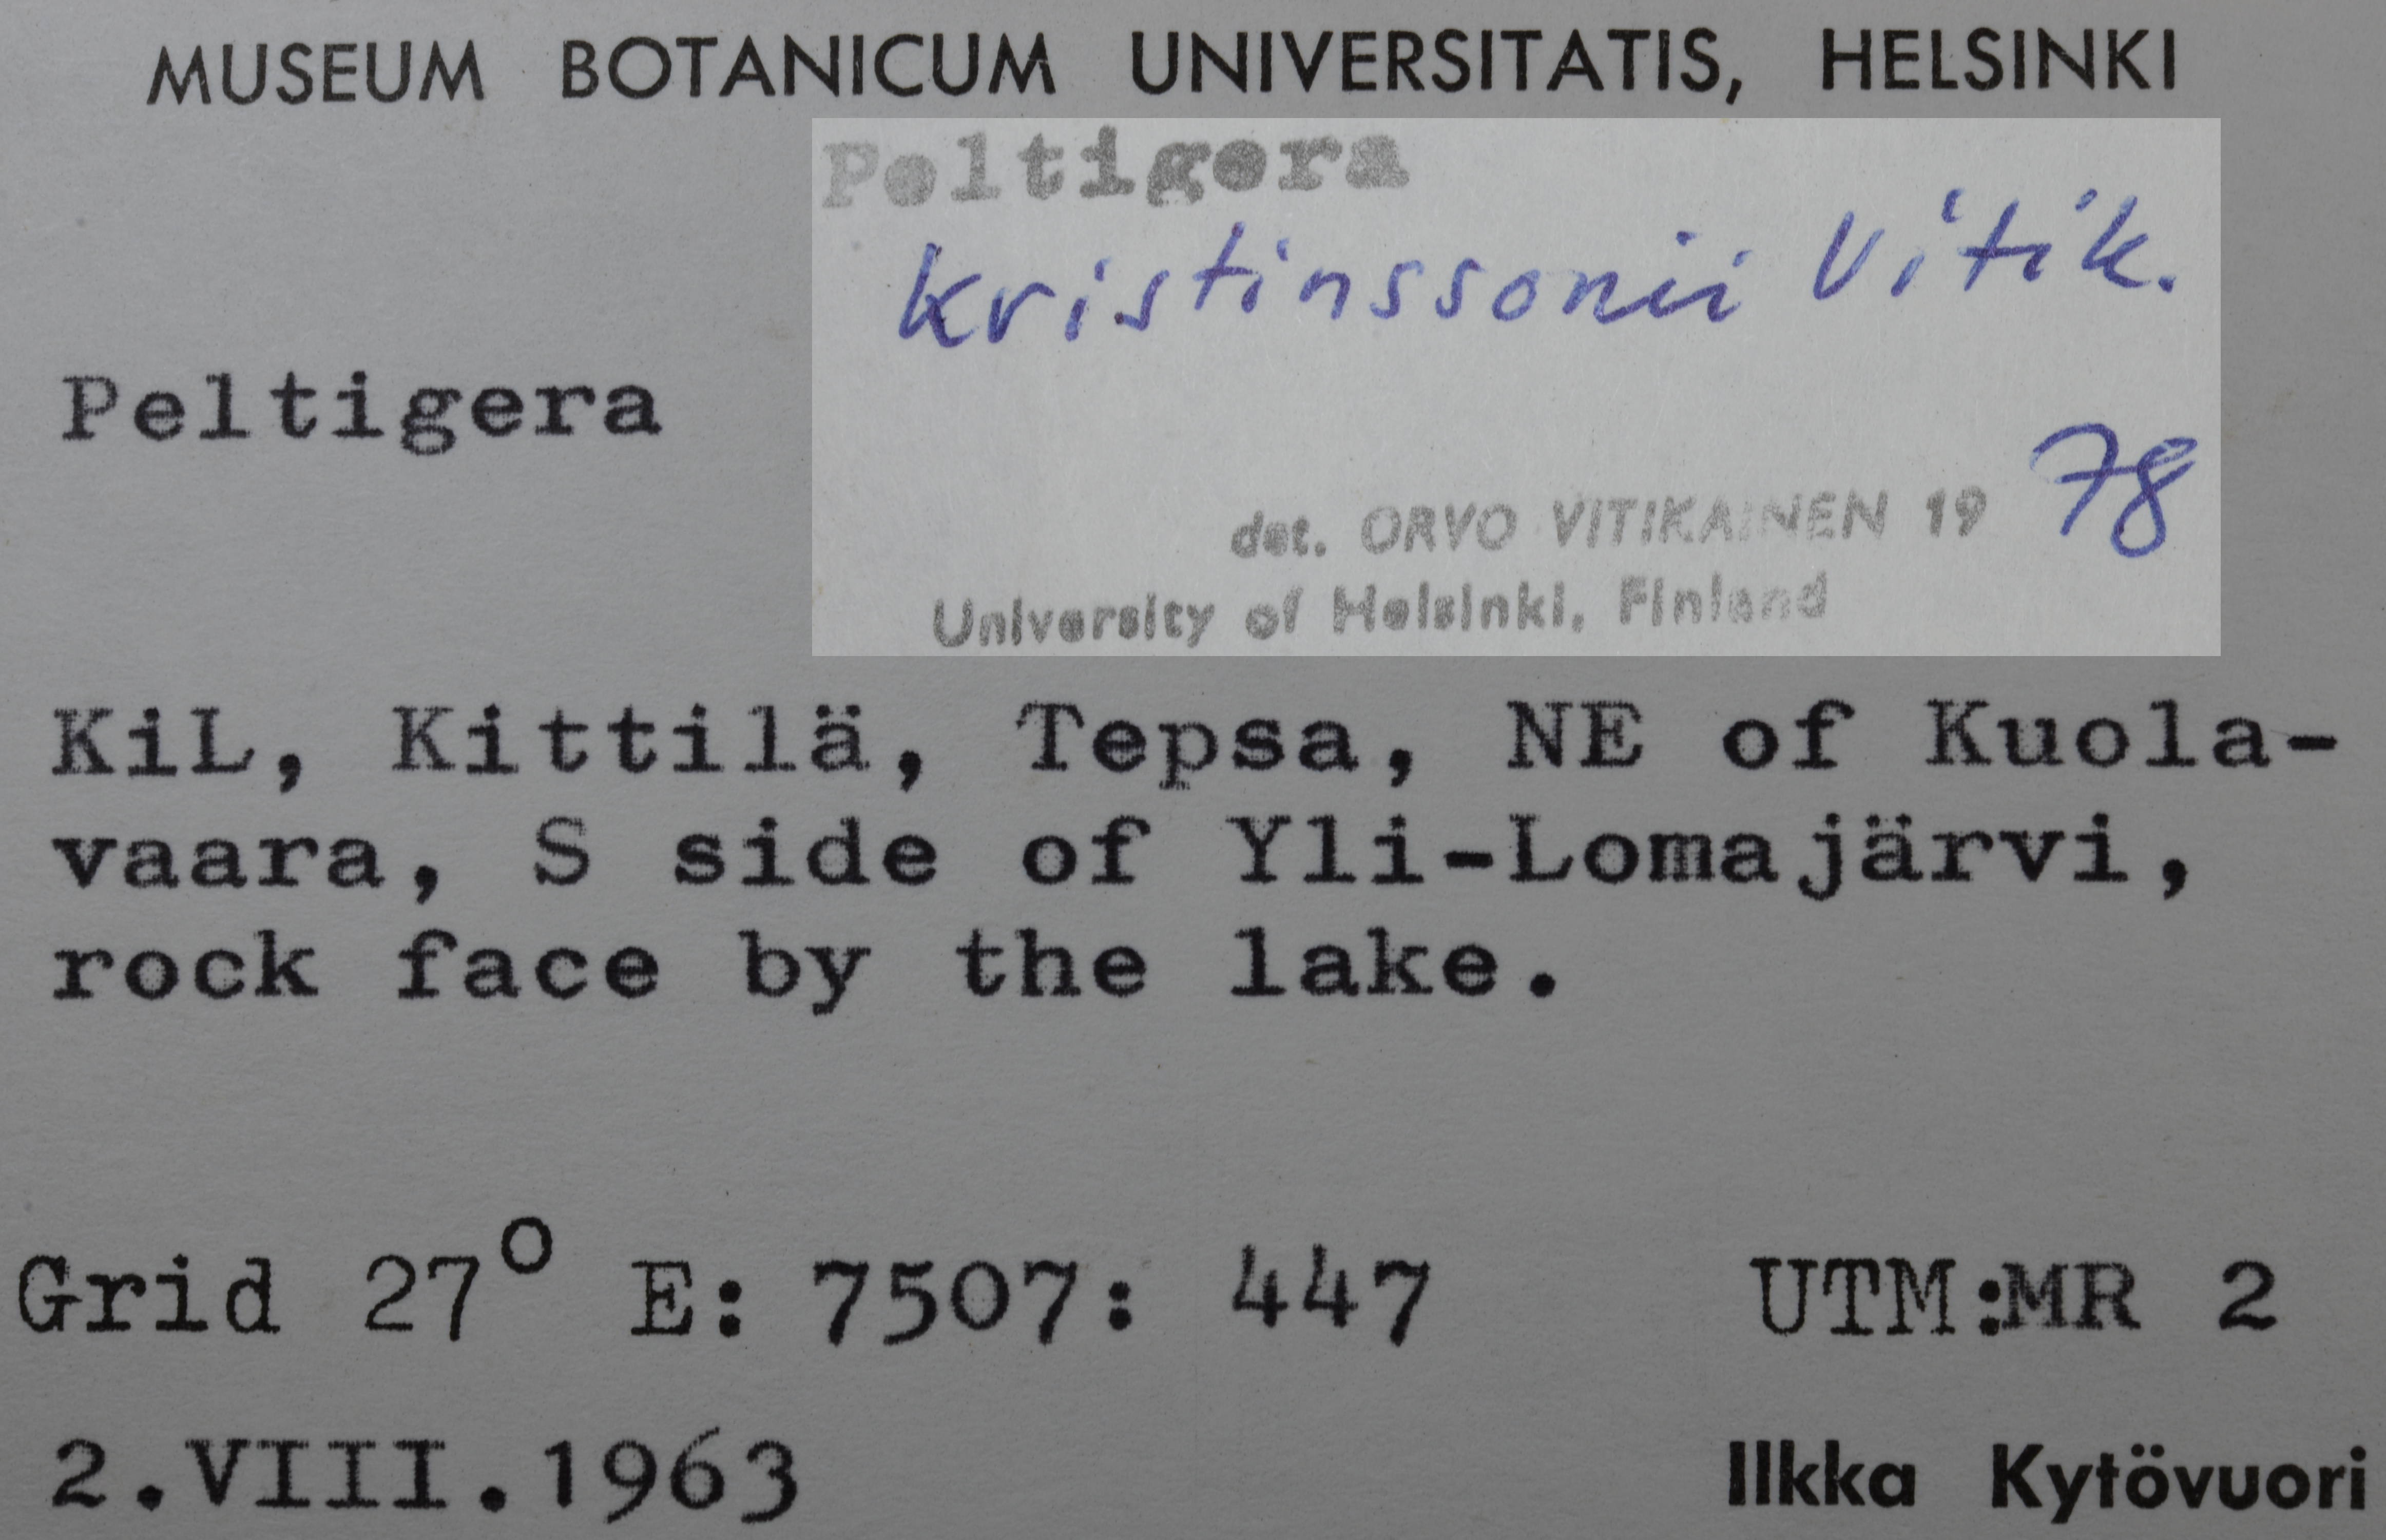 MUSEUM BOTANICUM UNIVERSITATIS, HELSINKI
Peltigera
kristinssonii Vitik.
Peltigera
det. ORVO VITIKAINEN 1978
University of Helsinki, Finland
KiL, Kittilä, Tepsa, NE of Kuola-
vaara, S side of Yli-Lomajärvi,
rock face by the lake.
Grid 27° E: 7507: 447 UTM:MR 2
2.VIII.1963 Ilkka Kytövuori